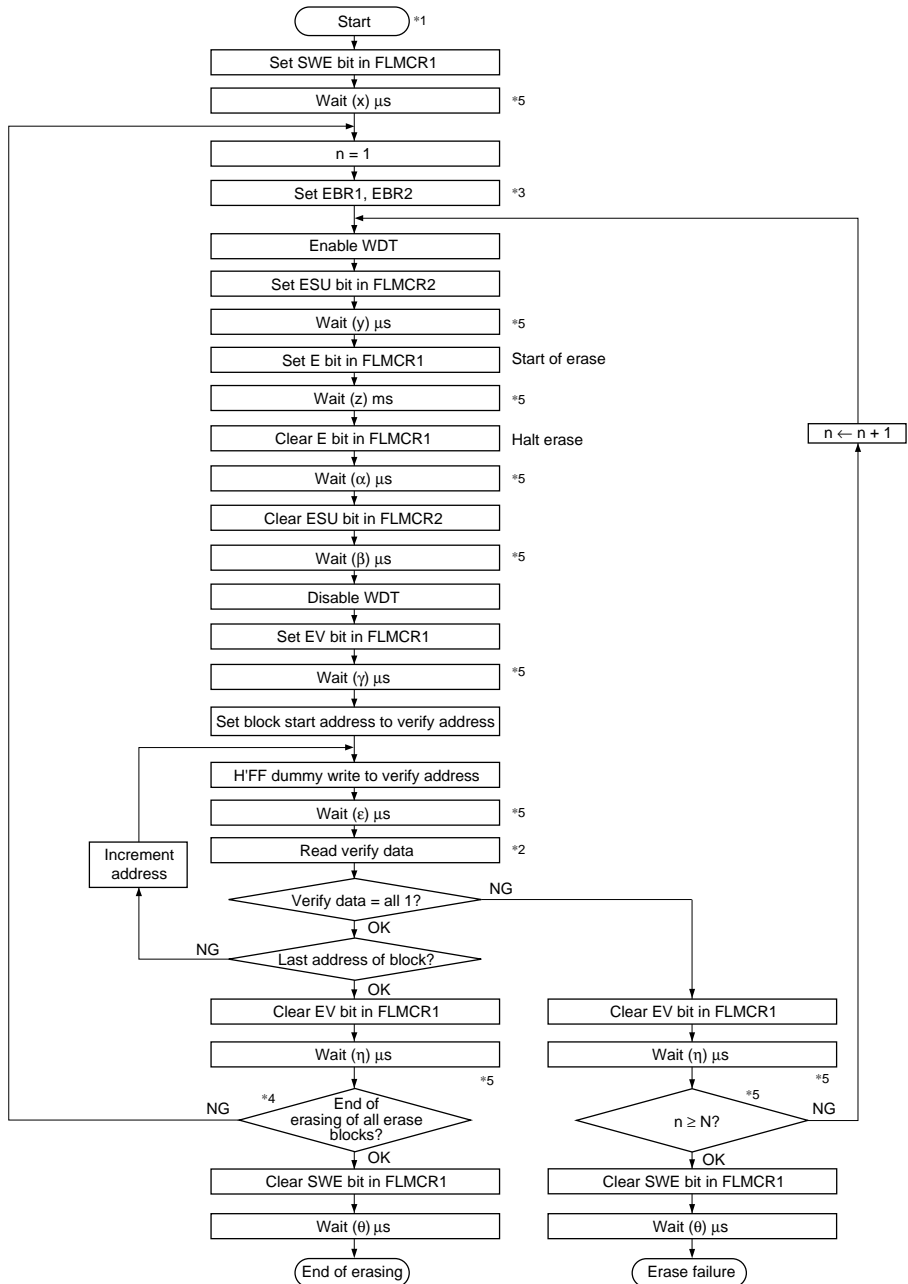 Start *1
Set SWE bit in FLMCR1
Wait (x) μs *5
n = 1
Set EBR1, EBR2 *3
Enable WDT
Set ESU bit in FLMCR2
Wait (y) μs *5
Set E bit in FLMCR1 Start of erase
Wait (z) ms *5
Clear E bit in FLMCR1 Halt erase
n ← n + 1
Wait (α) μs *5
Clear ESU bit in FLMCR2
Wait (β) μs *5
Disable WDT
Set EV bit in FLMCR1
Wait (γ) μs *5
Set block start address to verify address
H'FF dummy write to verify address
Wait (ε) μs *5
Read verify data *2
Increment
address
Verify data = all 1? NG
OK
NG Last address of block?
OK
Clear EV bit in FLMCR1
Wait (η) μs
*5
NG *4
End of
erasing of all erase
blocks?
OK
Clear SWE bit in FLMCR1
Wait (θ) μs
End of erasing
Clear EV bit in FLMCR1
Wait (η) μs
*5
*5
n ≥ N? NG
OK
Clear SWE bit in FLMCR1
Wait (θ) μs
Erase failure